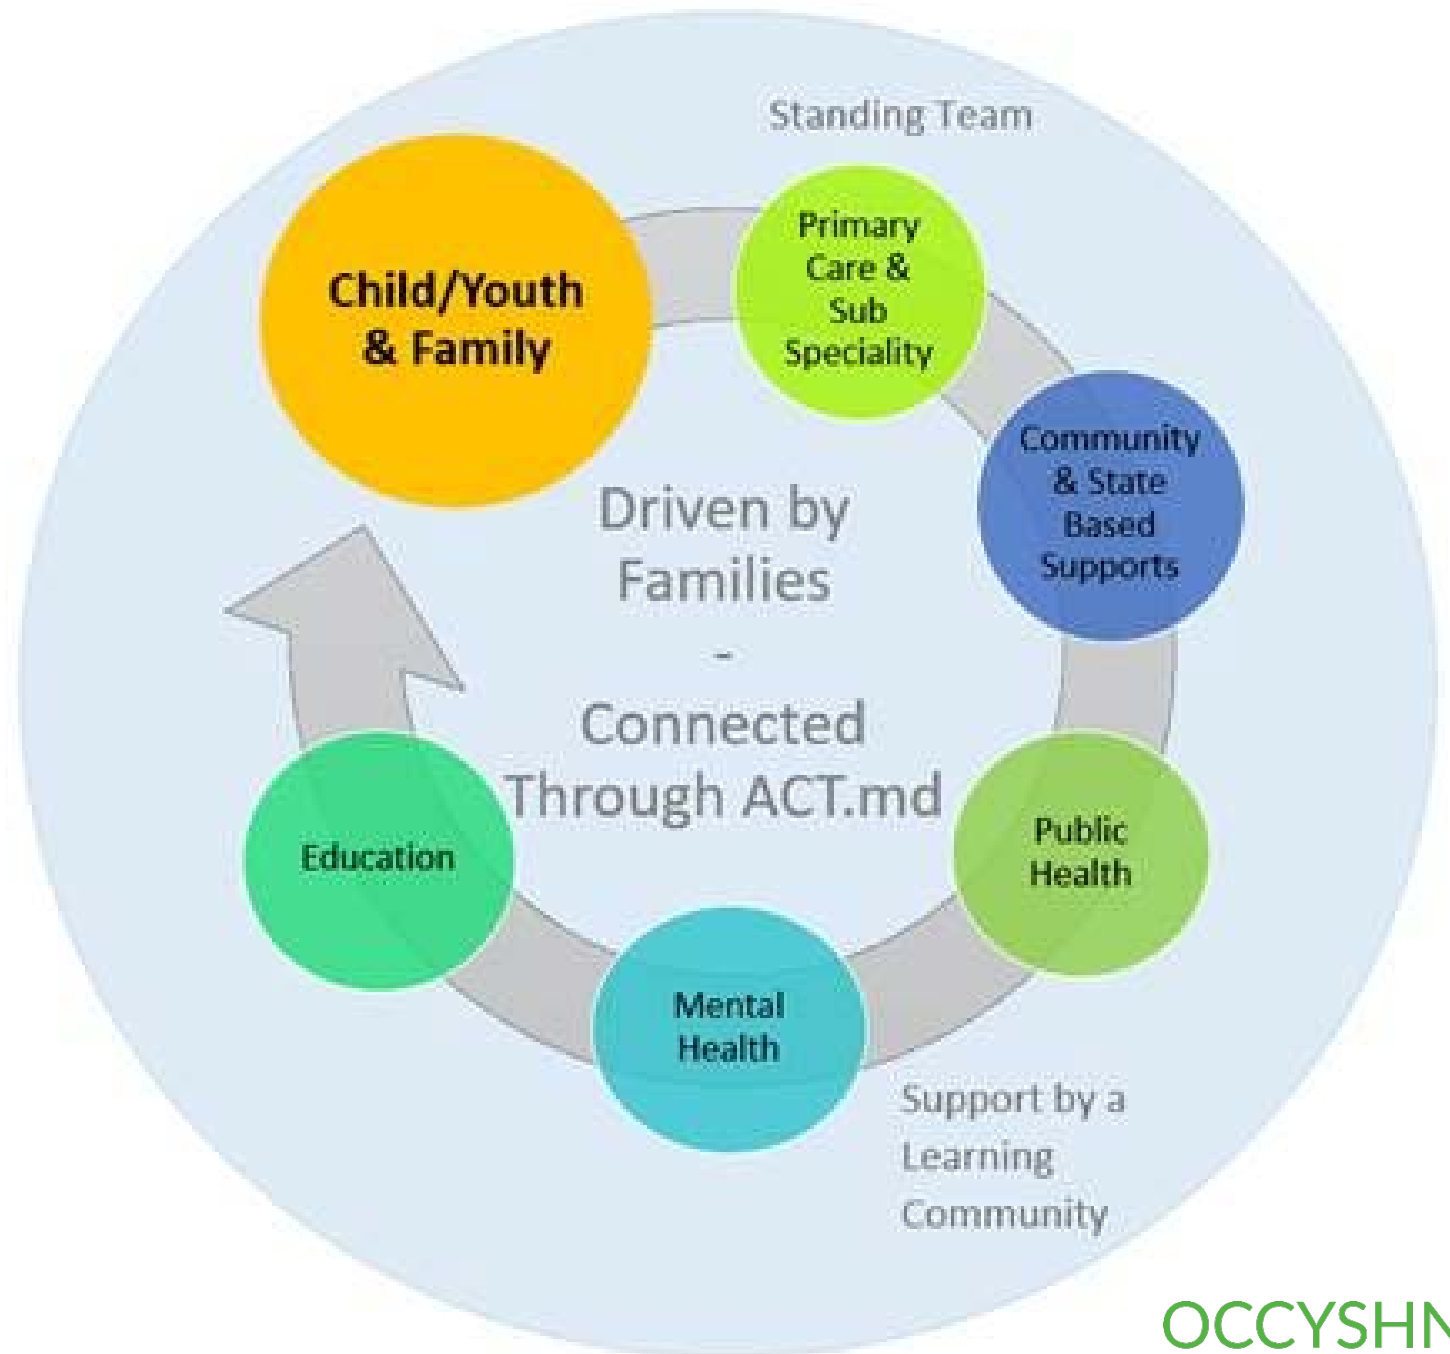 Standing Team
Child/Youth
& Family
Primary
Care &
Sub
Speciality
Community
& State
Based
Supports
Driven by
Families
-
Connected
Through ACT.md
Public
Health
Education
Mental
Health
Support by a
Learning
Community
OCCYSHN